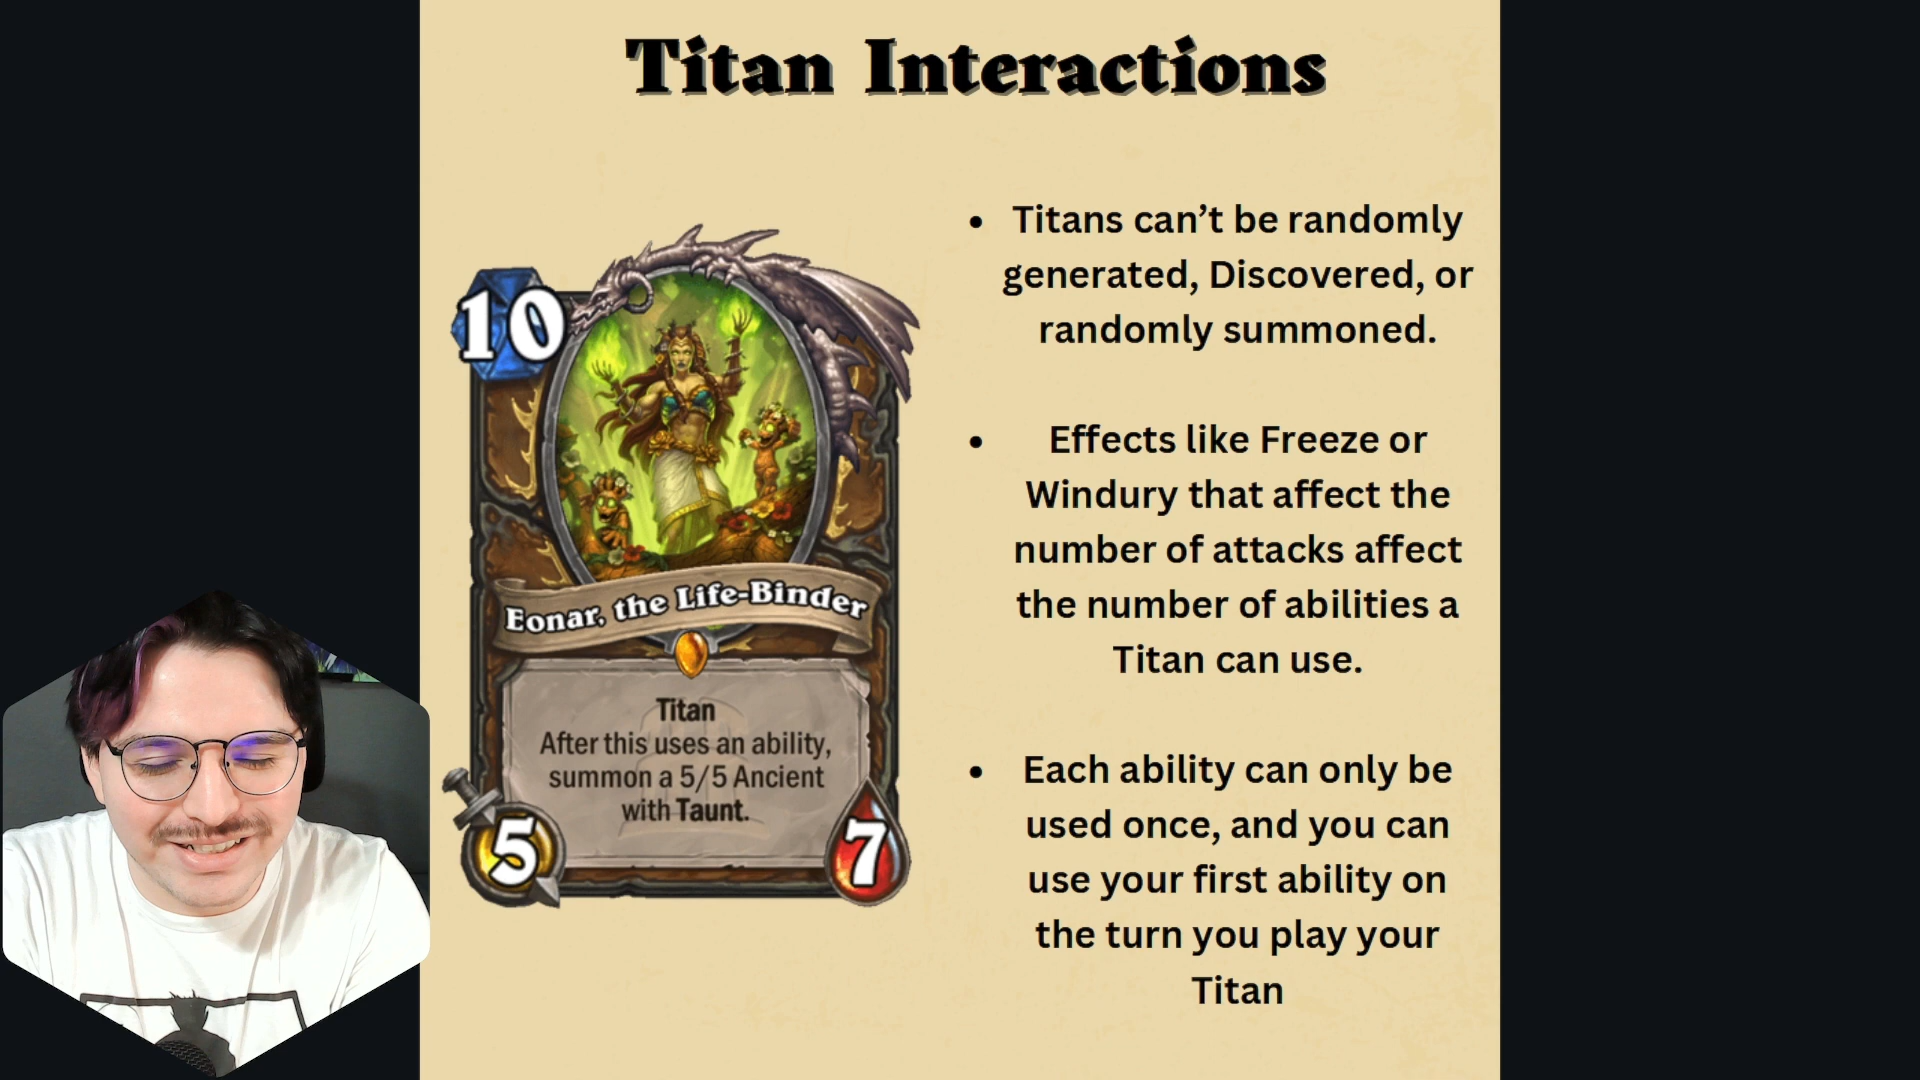 Titan Interactions
10
Eonar, the Life-Binder
Titan
After this uses an ability,
summon a 5/5 Ancient
with Taunt.
5
7
• Titans can’t be randomly
generated, Discovered, or
randomly summoned.
• Effects like Freeze or
Windury that affect the
number of attacks affect
the number of abilities a
Titan can use.
• Each ability can only be
used once, and you can
use your first ability on
the turn you play your
Titan